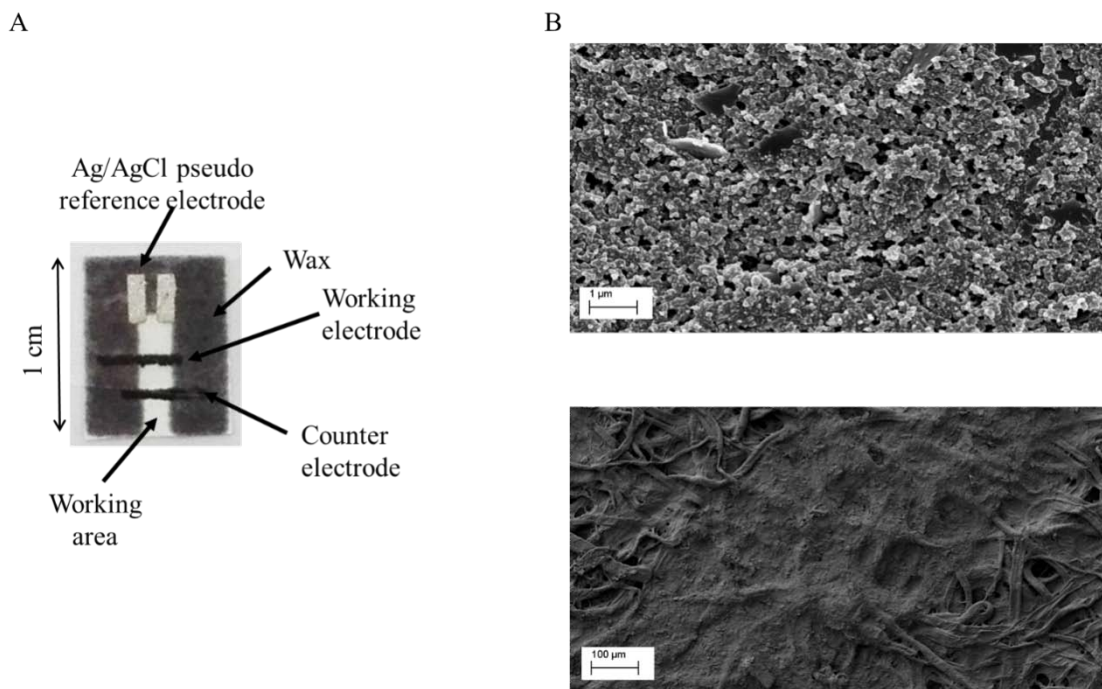 A
B
Ag/AgCl pseudo
reference electrode
Wax
Working
electrode
1 cm
Counter
electrode
Working
area
1 µm
100 µm